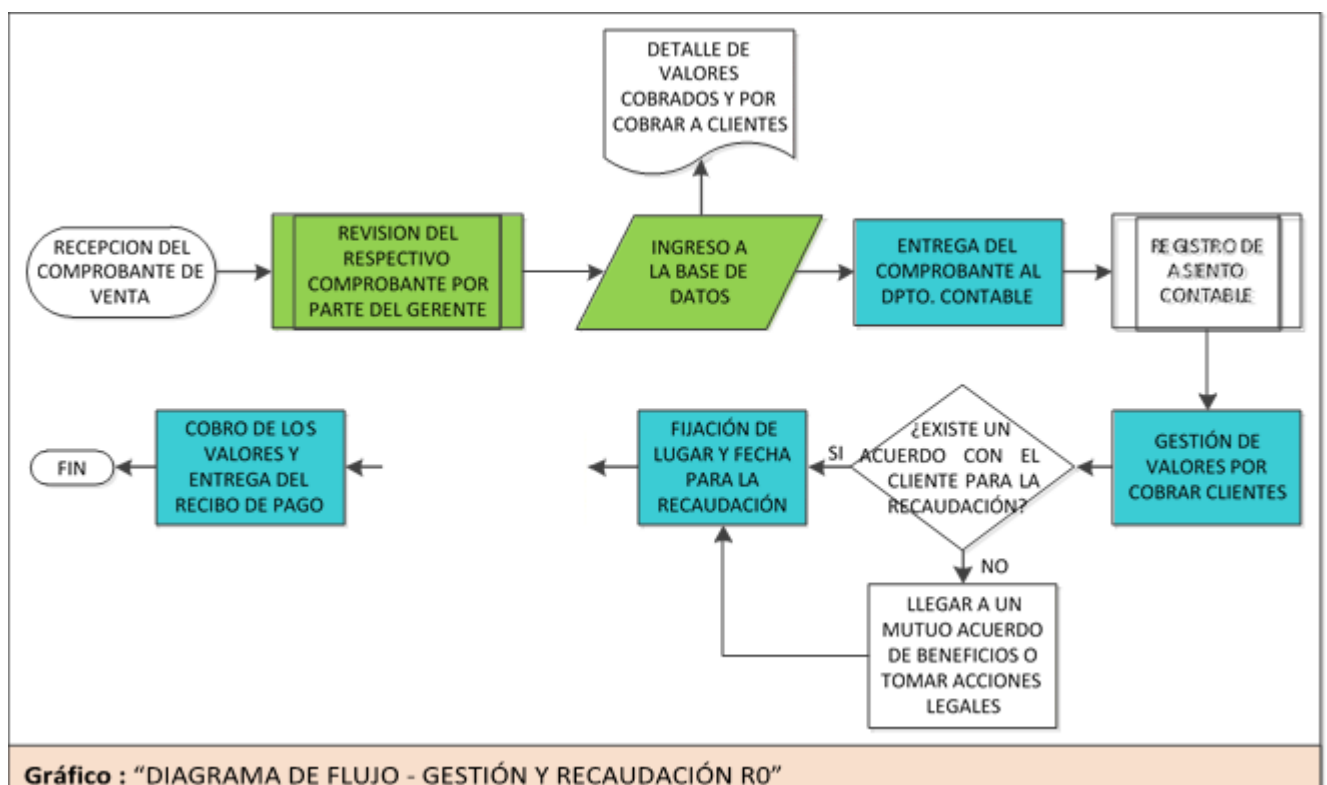 DETALLE DE
VALORES
COBRADOS Y POR
COBRAR A CLIENTES
RECEPCION DEL
COMPROBANTE DE
VENTA
REVISION DEL
RESPECTIVO
COMPROBANTE POR
PARTE DEL GERENTE
INGRESO A
LA BASE DE
DATOS
ENTREGA DEL
COMPROBANTE AL
DPTO. CONTABLE
REGISTRO DE
ASIENTO
CONTABLE
GESTIÓN DE
VALORES POR
COBRAR CLIENTES
¿EXISTE UN
ACUERDO CON EL
CLIENTE PARA LA
RECAUDACIÓN?
SI
NO
LLEGAR A UN
MUTUO ACUERDO
DE BENEFICIOS O
TOMAR ACCIONES
LEGALES
FIJACIÓN DE
LUGAR Y FECHA
PARA LA
RECAUDACIÓN
COBRO DE LOS
VALORES Y
ENTREGA DEL
RECIBO DE PAGO
FIN
Gráfico : “DIAGRAMA DE FLUJO - GESTIÓN Y RECAUDACIÓN R0”